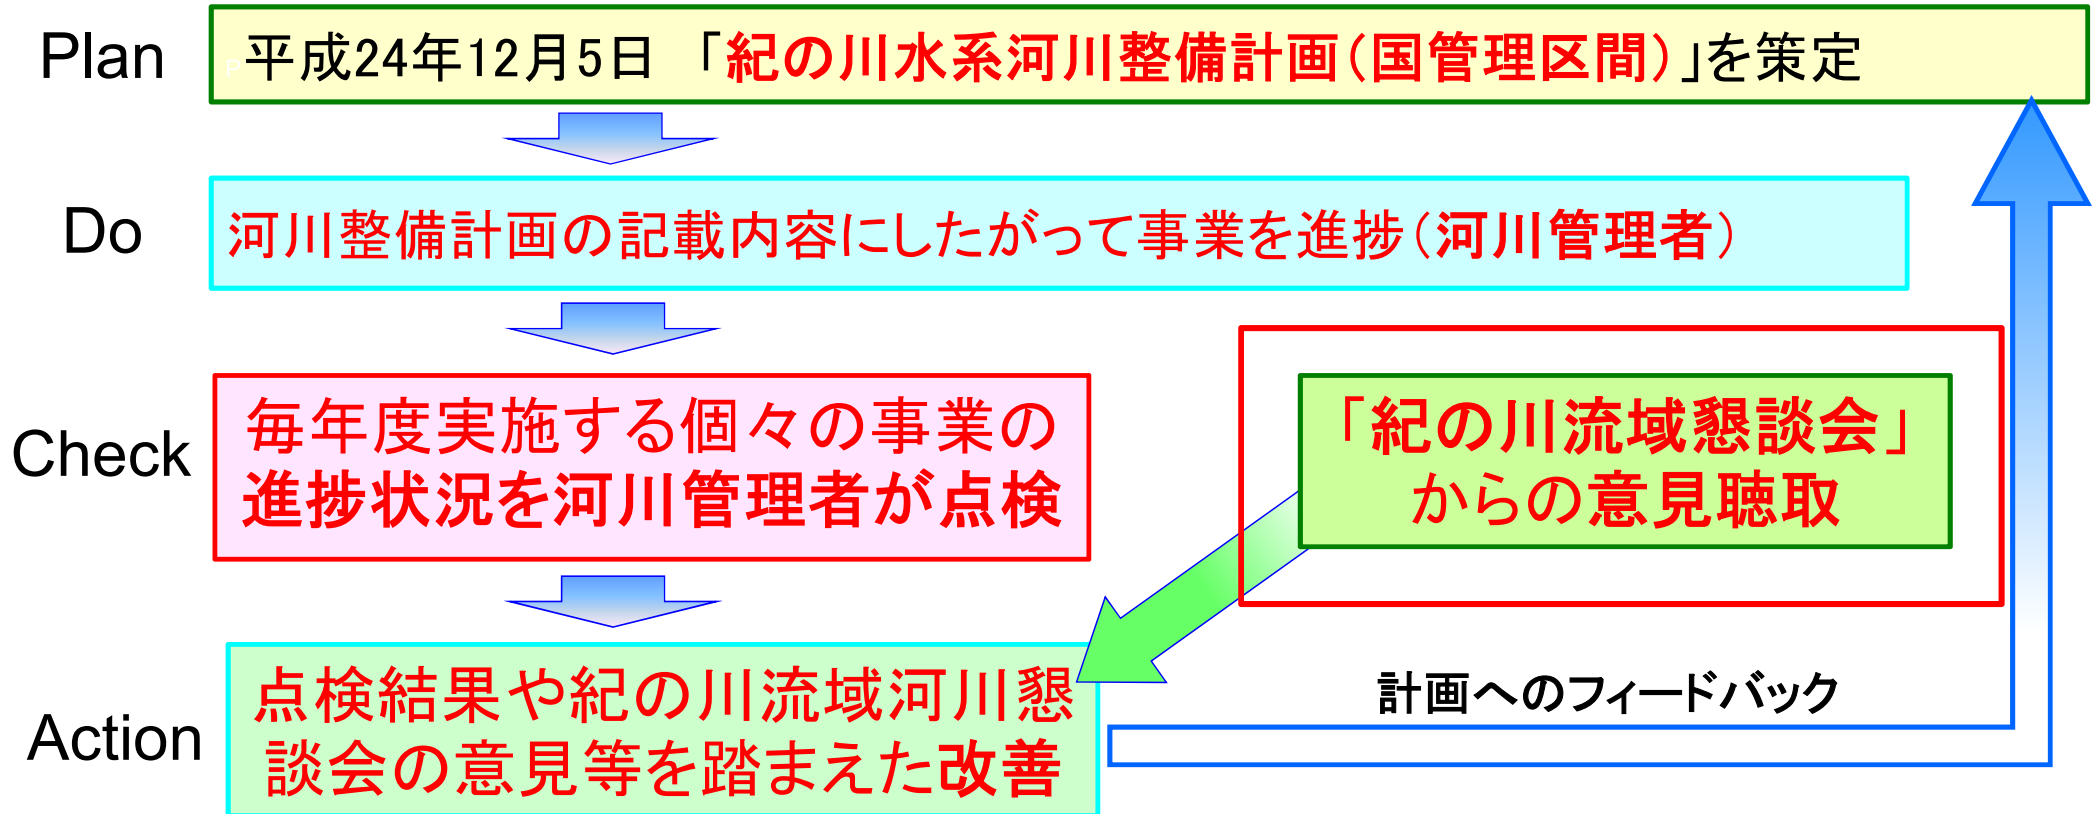 Plan
P
平成24年12月5日 「紀の川水系河川整備計画(国管理区間)」を策定
Do
河川整備計画の記載内容にしたがって事業を進捗(河川管理者)
Check
毎年度実施する個々の事業の
進捗状況を河川管理者が点検
「紀の川流域懇談会」
からの意見聴取
Action
点検結果や紀の川流域河川懇
談会の意見等を踏まえた改善
計画へのフィードバック